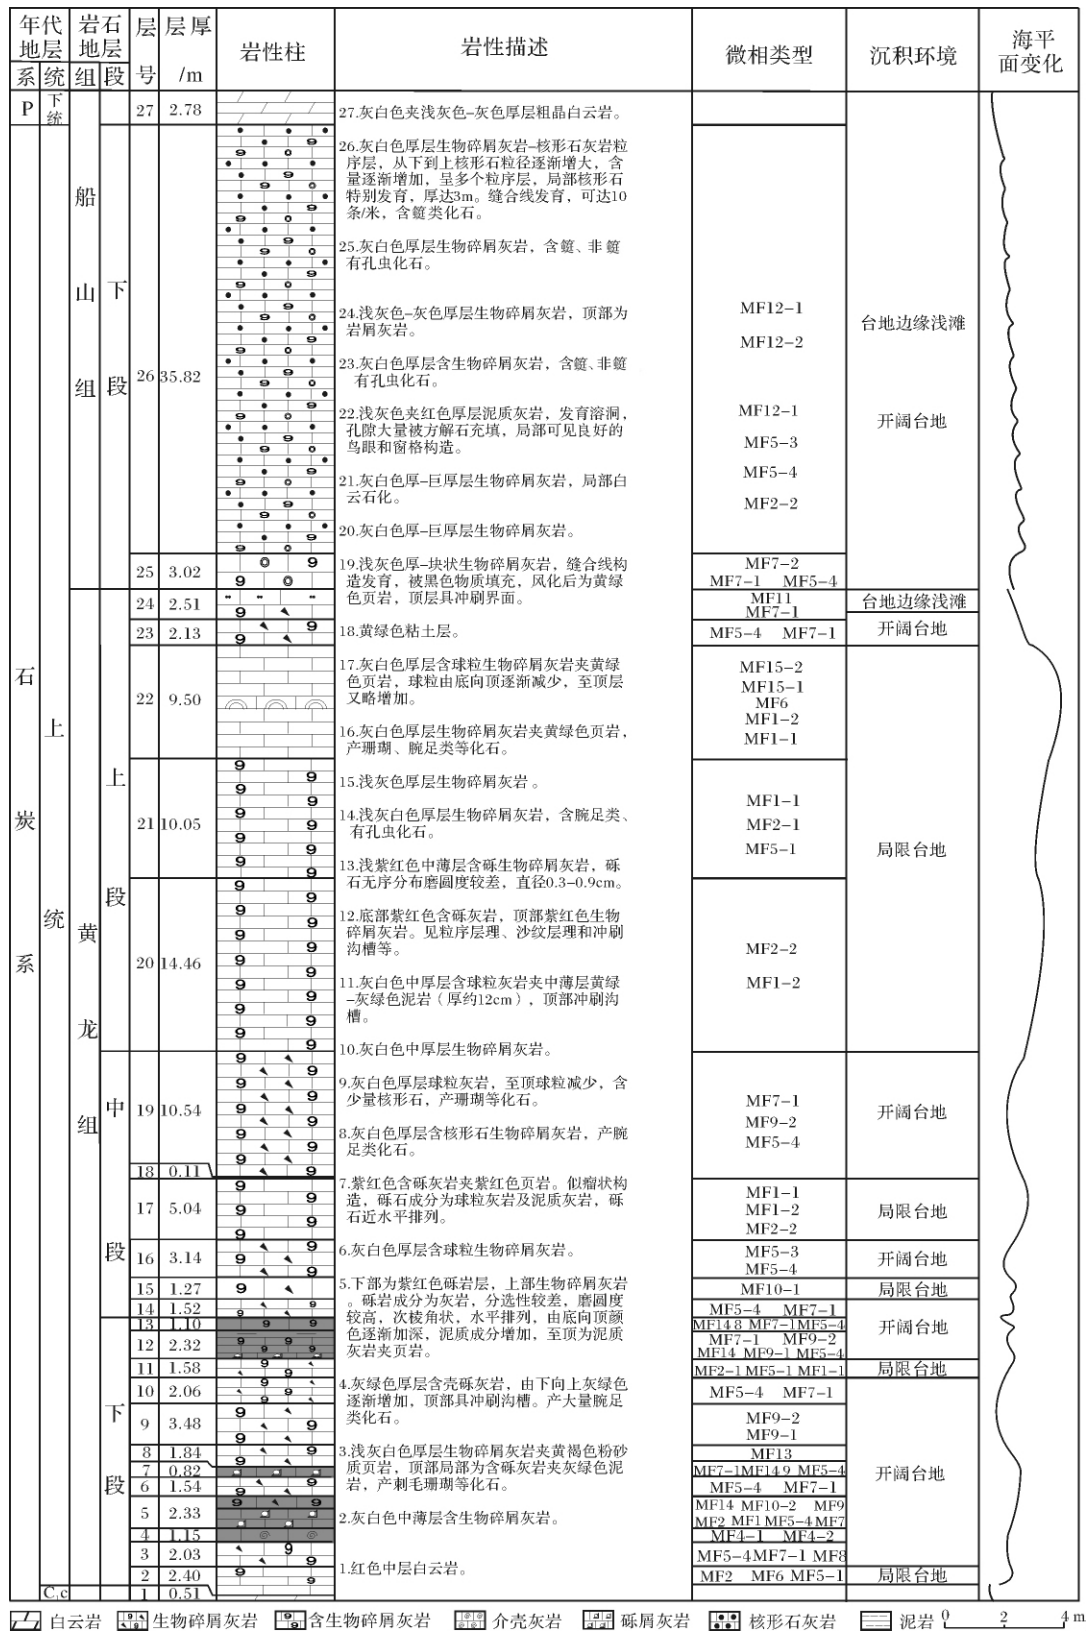 年代地层
岩石地层
层号
层厚/m
岩性柱
岩性描述
微相类型
沉积环境
海平面变化
系 统 组 段
P
下统
石炭系
上统
C₁c
船山组
黄龙组
下段
上段
中段
下段
27 2.78
26 35.82
25 3.02
24 2.51
23 2.13
22 9.50
21 10.05
20 14.46
19 10.54
18 0.11
17 5.04
16 3.14
15 1.27
14 1.52
13 1.10
12 2.32
11 1.58
10 2.06
9 3.48
8 1.84
7 0.82
6 1.54
5 2.33
4 1.15
3 2.03
2 2.40
1 0.51
27.灰白色夹浅灰色-灰色厚层粗晶白云岩。
26.灰白色厚层生物碎屑灰岩-核形石灰岩粒
序层，从下到上核形石粒径逐渐增大，含
量逐渐增加，呈多个粒序层，局部核形石
特别发育，厚达3m。缝合线发育，可达10
条/米，含䗴类化石。
25.灰白色厚层生物碎屑灰岩，含䗴、非䗴
有孔虫化石。
24.浅灰色-灰色厚层生物碎屑灰岩，顶部为
岩屑灰岩。
23.灰白色厚层含生物碎屑灰岩，含䗴、非䗴
有孔虫化石。
22.浅灰色夹红色厚层泥质灰岩，发育溶洞，
孔隙大量被方解石充填，局部可见良好的
鸟眼和窗格构造。
21.灰白色厚-巨厚层生物碎屑灰岩，局部白
云石化。
20.灰白色厚-巨厚层生物碎屑灰岩。
19.浅灰色厚-块状生物碎屑灰岩，缝合线构
造发育，被黑色物质填充，风化后为黄绿
色页岩，顶层具冲刷界面。
18.黄绿色粘土层。
17.灰白色厚层含球粒生物碎屑灰岩夹黄绿
色页岩，球粒由底向顶逐渐减少，至顶层
又略增加。
16.灰白色厚层生物碎屑灰岩夹黄绿色页岩，
产珊瑚、腕足类等化石。
15.浅灰色厚层生物碎屑灰岩 。
14.浅灰白色厚层生物碎屑灰岩，含腕足类、
有孔虫化石。
13.浅紫红色中薄层含砾生物碎屑灰岩，砾
石无序分布磨圆度较差，直径0.3-0.9cm。
12.底部紫红色含砾灰岩，顶部紫红色生物
碎屑灰岩。见粒序层理、沙纹层理和冲刷
沟槽等。
11.灰白色中厚层含球粒灰岩夹中薄层黄绿
-灰绿色泥岩（厚约12cm），顶部冲刷沟
槽。
10.灰白色中厚层生物碎屑灰岩。
9.灰白色厚层球粒灰岩，至顶球粒减少，含
少量核形石，产珊瑚等化石。
8.灰白色厚层含核形石生物碎屑灰岩，产腕
足类化石。
7.紫红色含砾灰岩夹紫红色页岩。似瘤状构
造，砾石成分为球粒灰岩及泥质灰岩，砾
石近水平排列。
6.灰白色厚层含球粒生物碎屑灰岩。
5.下部为紫红色砾岩层，上部生物碎屑灰岩
。砾岩成分为灰岩，分选性较差，磨圆度
较高，次棱角状，水平排列，由底向顶颜
色逐渐加深，泥质成分增加，至顶为泥质
灰岩夹页岩。
4.灰绿色厚层含壳砾灰岩，由下向上灰绿色
逐渐增加，顶部具冲刷沟槽。产大量腕足
类化石。
3.浅灰白色厚层生物碎屑灰岩夹黄褐色粉砂
质页岩，顶部局部为含砾灰岩夹灰绿色泥
岩，产刺毛珊瑚等化石。
2.灰白色中薄层含生物碎屑灰岩。
1.红色中层白云岩。
MF12-1
MF12-2
MF12-1
MF5-3
MF5-4
MF2-2
MF7-2
MF7-1 MF5-4
MF11
MF7-1
MF5-4 MF7-1
MF15-2
MF15-1
MF6
MF1-2
MF1-1
MF1-1
MF2-1
MF5-1
MF2-2
MF1-2
MF7-1
MF9-2
MF5-4
MF1-1
MF1-2
MF2-2
MF5-3
MF5-4
MF10-1
MF5-4 MF7-1
MF14 8 MF7-1MF5-4
MF7-1 MF9-2
MF14 MF9-1 MF5-4
MF2-1 MF5-1 MF1-1
MF5-4 MF7-1
MF9-2
MF9-1
MF13
MF7-1MF14 9 MF5-4
MF5-4 MF7-1
MF14 MF10-2 MF9
MF2 MF1 MF5-4 MF7
MF4-1 MF4-2
MF5-4MF7-1 MF8
MF2 MF6 MF5-1
台地边缘浅滩
开阔台地
台地边缘浅滩
开阔台地
局限台地
开阔台地
局限台地
开阔台地
局限台地
开阔台地
局限台地
开阔台地
局限台地
白云岩 生物碎屑灰岩 含生物碎屑灰岩 介壳灰岩 砾屑灰岩 核形石灰岩 泥岩 0 2 4 m